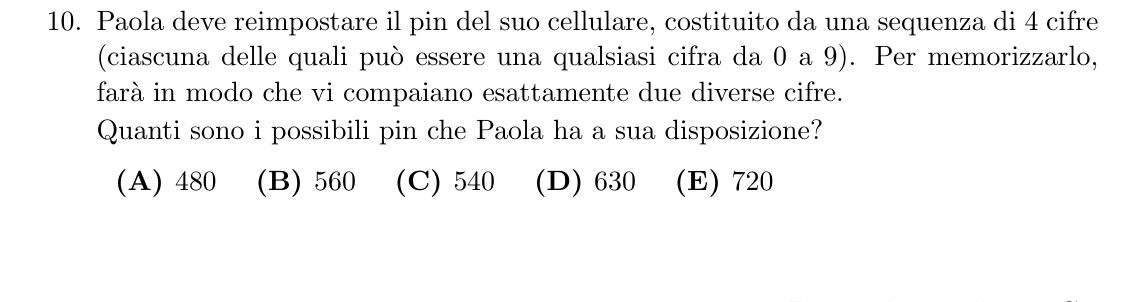 10. Paola deve reimpostare il pin del suo cellulare, costituito da una sequenza di 4 cifre
(ciascuna delle quali può essere una qualsiasi cifra da 0 a 9). Per memorizzarlo,
farà in modo che vi compaiano esattamente due diverse cifre.
Quanti sono i possibili pin che Paola ha a sua disposizione?
(A) 480 (B) 560 (C) 540 (D) 630 (E) 720